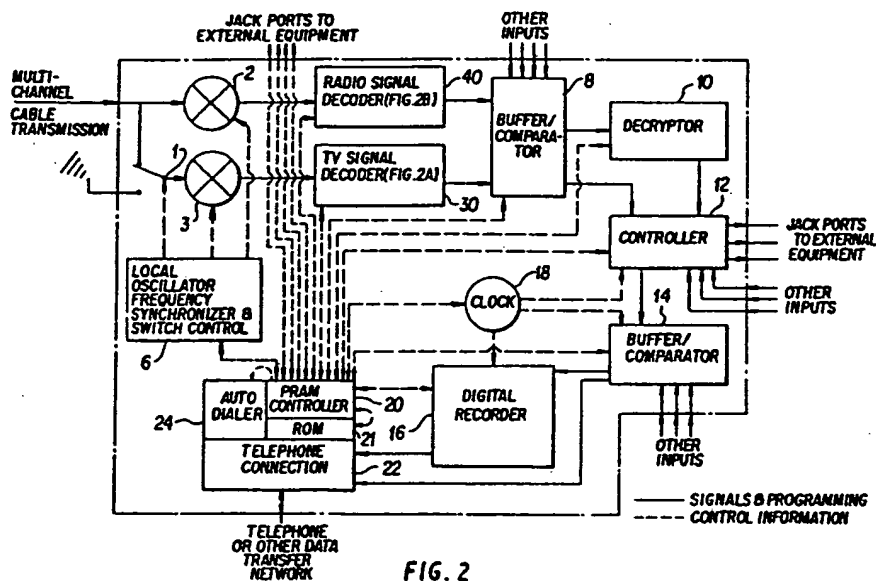 JACK PORTS TO
EXTERNAL EQUIPMENT
OTHER
INPUTS
MULTI-
CHANNEL
CABLE
TRANSMISSION
2
RADIO SIGNAL
DECODER(FIG.2B)
40
8
BUFFER/
COMPARA-
TOR
10
DECRYPTOR
1
3
TV SIGNAL
DECODER(FIG.2A)
30
12
CONTROLLER
JACK PORTS
TO EXTERNAL
EQUIPMENT
LOCAL
OSCILLATOR
FREQUENCY
SYNCHRONIZER &
SWITCH CONTROL
6
18
CLOCK
14
OTHER
INPUTS
BUFFER/
COMPARATOR
24
AUTO
DIALER
PRAM
CONTROLLER
20
ROM
21
16
DIGITAL
RECORDER
TELEPHONE
CONNECTION
22
OTHER
INPUTS
SIGNALS & PROGRAMMING
CONTROL INFORMATION
TELEPHONE
OR OTHER DATA
TRANSFER
NETWORK
FIG. 2